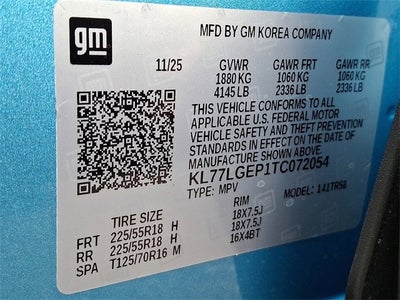 gm
MFD BY GM KOREA COMPANY
11/25 GVWR GAWR FRT GAWR RR
1880 KG 1060 KG 1060 KG
4145 LB 2336 LB 2336 LB
THIS VEHICLE CONFORMS TO ALL
APPLICABLE U.S. FEDERAL MOTOR
VEHICLE SAFETY AND THEFT PREVENTION
STANDARDS IN EFFECT ON THE DATE OF
MANUFACTURE SHOWN ABOVE.
KL77LGEP1TC072054
TYPE: MPV MODEL: 1TR58
TIRE SIZE RIM
FRT 225/55R18 H 18X7.5J
RR 225/55R18 H 18X7.5J
SPA T125/70R16 M 16X4BT